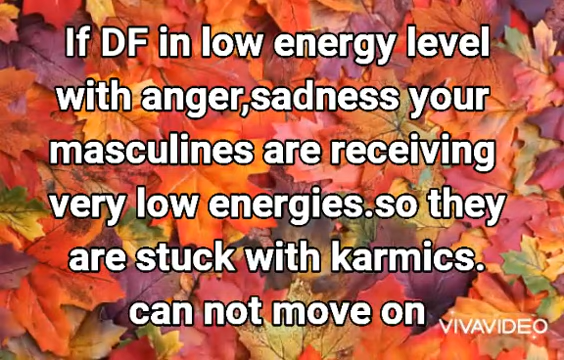 If DF in low energy level
with anger,sadness your
masculines are receiving
very low energies.so they
are stuck with karmics.
can not move on
VIVAVIDEO